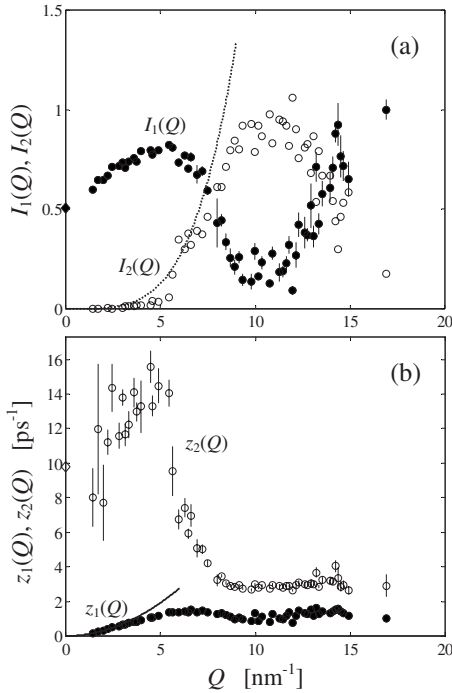 (a)
1.5
1
0.5
0
I₁(Q), I₂(Q)
I₁(Q)
I₂(Q)
0 5 10 15 20
(b)
16
14
12
10
8
6
4
2
0
z₁(Q), z₂(Q) [ps⁻¹]
z₂(Q)
z₁(Q)
0 5 10 15 20
Q [nm⁻¹]